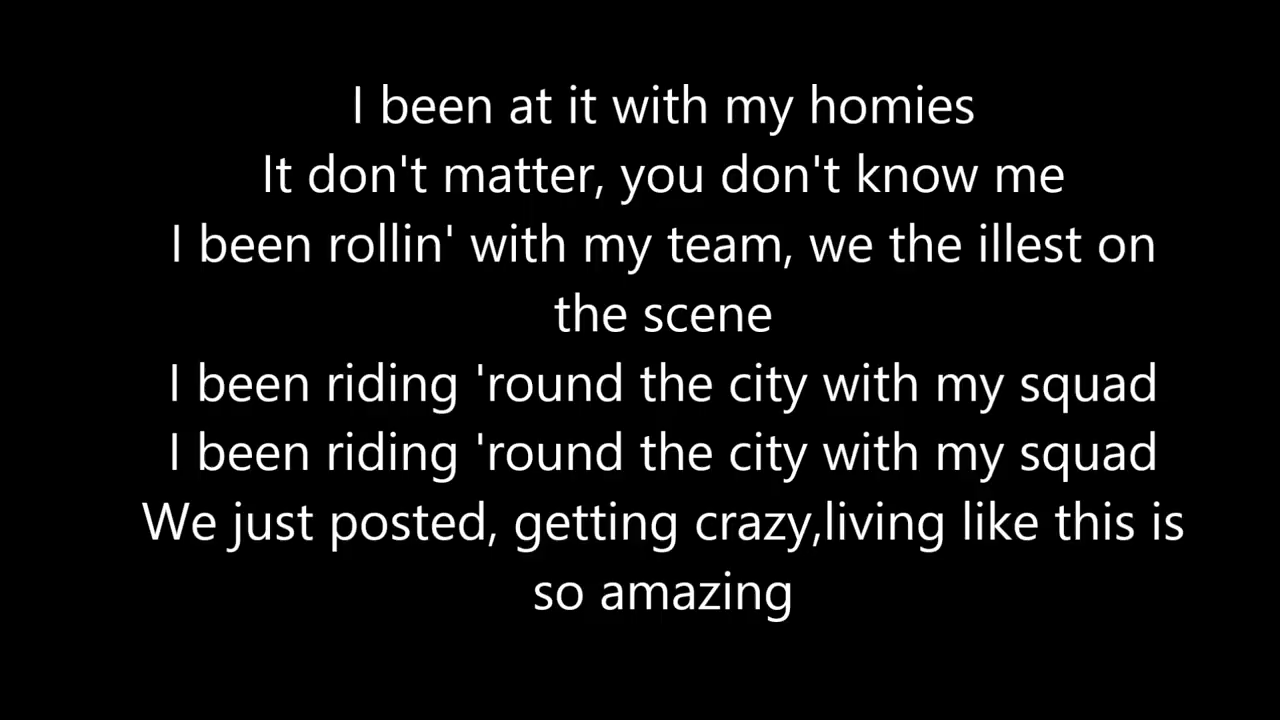 I been at it with my homies
It don't matter, you don't know me
I been rollin' with my team, we the illest on
the scene
I been riding 'round the city with my squad
I been riding 'round the city with my squad
We just posted, getting crazy,living like this is
so amazing